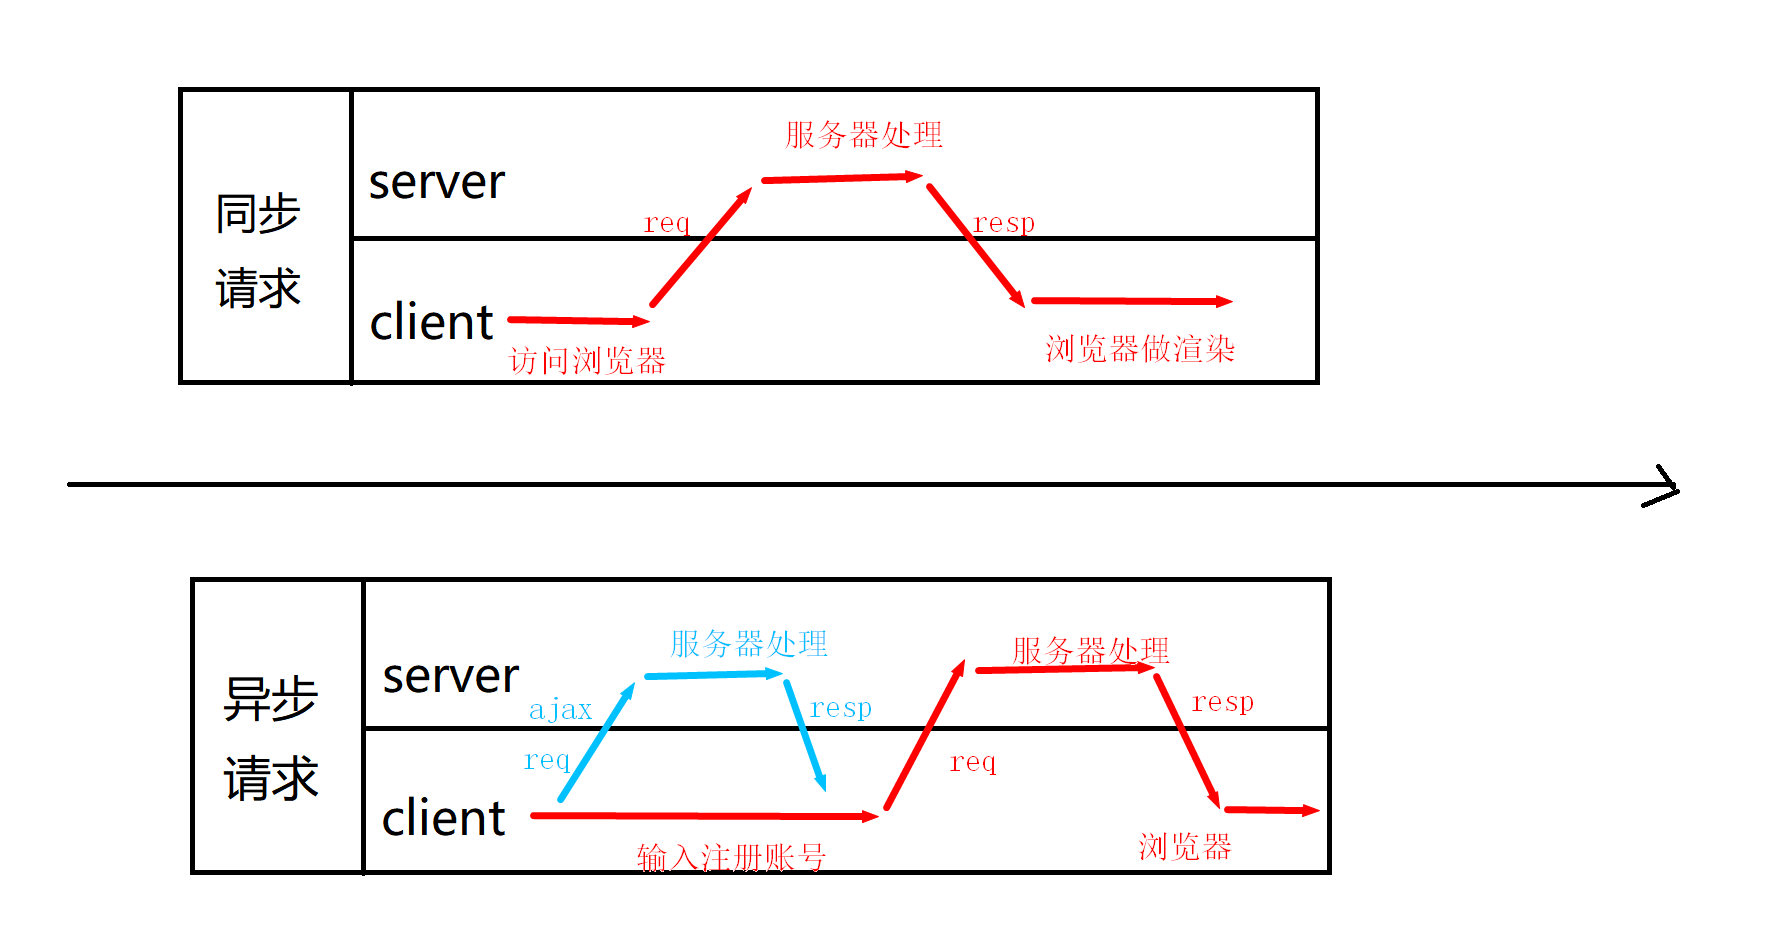 服务器处理
server
同步
请求
req
resp
client
访问浏览器
浏览器做渲染
服务器处理
服务器处理
server
异步
请求
ajax
resp
resp
req
req
client
输入注册账号
浏览器